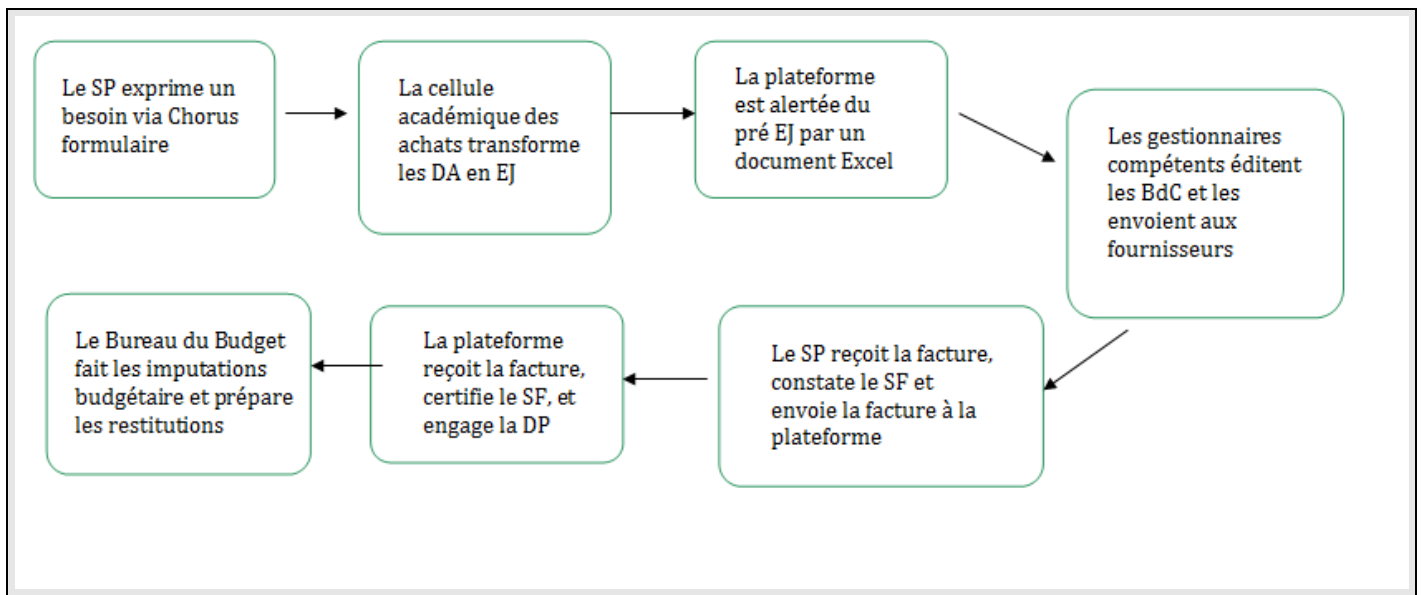 Le SP exprime un
besoin via Chorus
formulaire
La cellule
académique des
achats transforme
les DA en EJ
La plateforme
est alertée du
pré EJ par un
document Excel
Les gestionnaires
compétents éditent
les BdC et les
envoient aux
fournisseurs
Le SP reçoit la facture,
constate le SF et
envoie la facture à la
plateforme
La plateforme
reçoit la facture,
certifie le SF, et
engage la DP
Le Bureau du Budget
fait les imputations
budgétaire et prépare
les restitutions